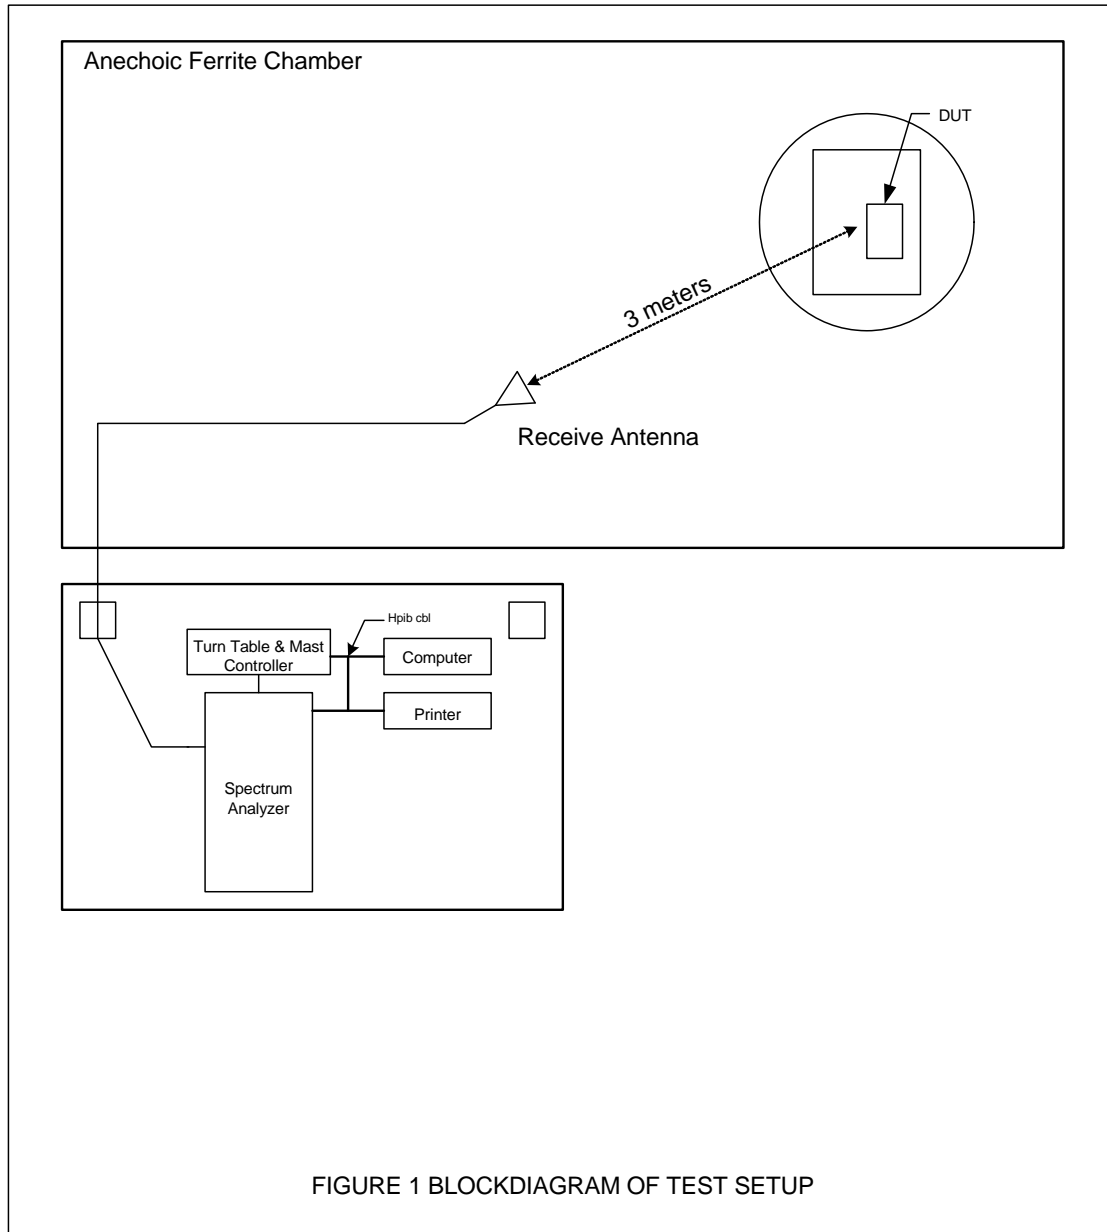 Anechoic Ferrite Chamber
DUT
3 meters
Receive Antenna
Hpib cbl
Turn Table & Mast
Controller
Computer
Printer
Spectrum
Analyzer
FIGURE 1 BLOCKDIAGRAM OF TEST SETUP